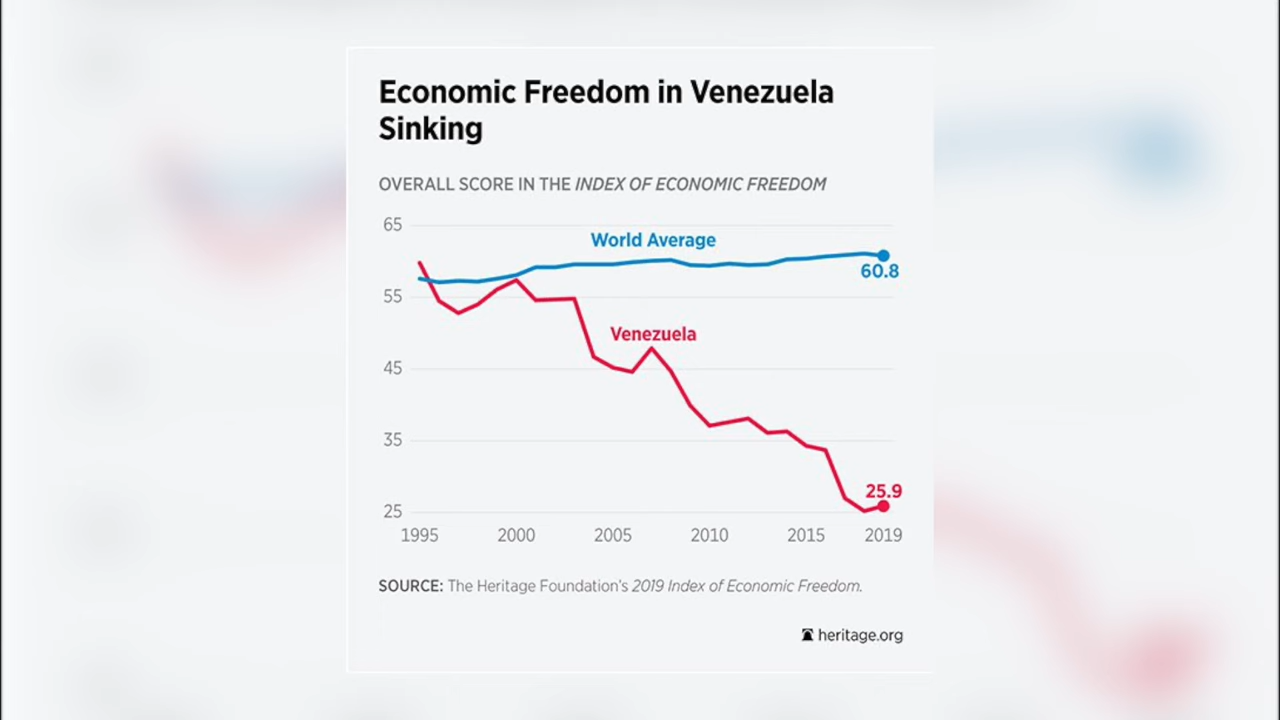 Economic Freedom in Venezuela
Sinking
OVERALL SCORE IN THE INDEX OF ECONOMIC FREEDOM
65
World Average
60.8
55
Venezuela
45
35
25.9
25
1995 2000 2005 2010 2015 2019
SOURCE: The Heritage Foundation's 2019 Index of Economic Freedom.
heritage.org